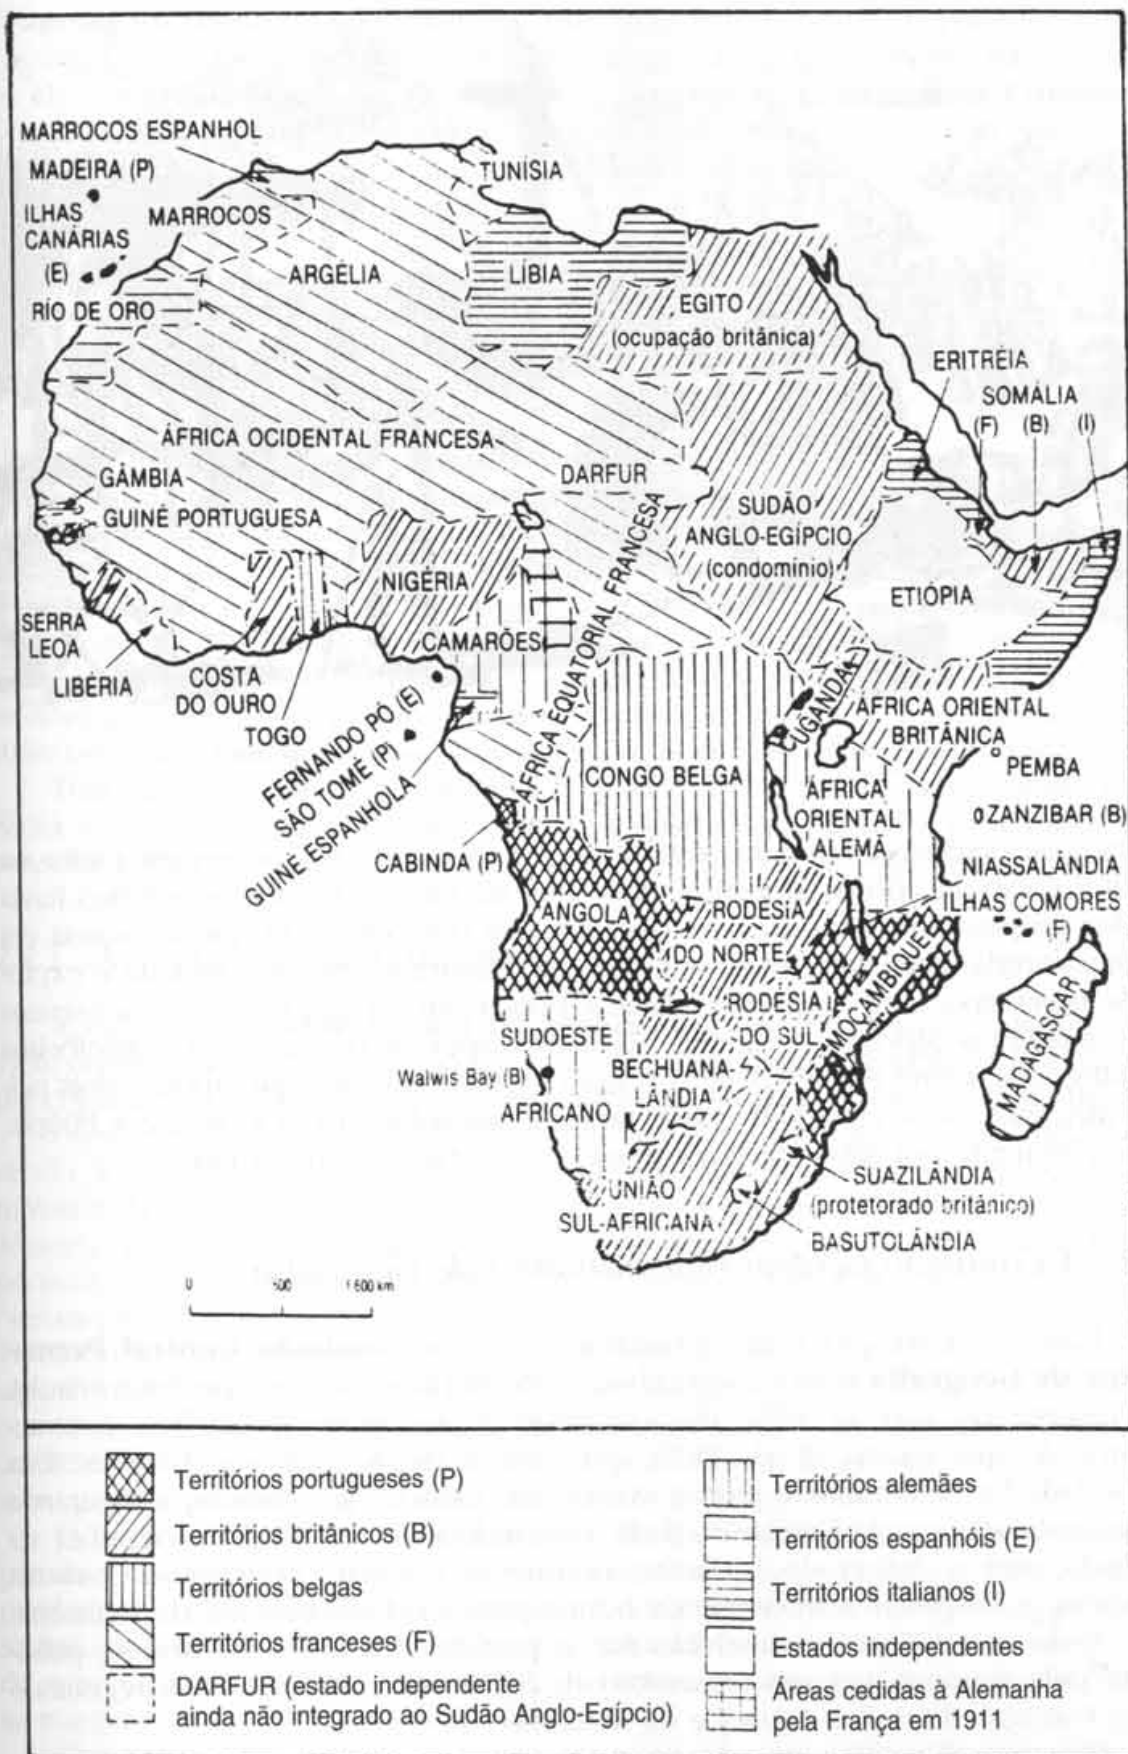 MARROCOS ESPANHOL
MADEIRA (P)
TUNÍSIA
ILHAS
CANÁRIAS
(E)
MARROCOS
ARGÉLIA
LÍBIA
RÍO DE ORO
EGITO
(ocupação britânica)
ERITREIA
SOMÁLIA
(F) (B) (I)
ÁFRICA OCIDENTAL FRANCESA
GÂMBIA
DARFUR
GUINÉ PORTUGUESA
SUDÃO
ANGLO-EGÍPCIO
(condomínio)
NIGÉRIA
ETIÓPIA
SERRA
LEOA
CAMARÕES
LIBÉRIA
COSTA
DO OURO
TOGO
ÁFRICA EQUATORIAL FRANCESA
UGANDA
ÁFRICA ORIENTAL
BRITÂNICA
FERNANDO PÓ (E)
SÃO TOMÉ (P)
GUINÉ ESPANHOLA
CONGO BELGA
PEMBA
ÁFRICA
ORIENTAL
ALEMÃ
ZANZIBAR (B)
CABINDA (P)
NIASSALÂNDIA
ILHAS COMORES
(F)
ANGOLA
RODESIA
DO NORTE
MOÇAMBIQUE
RODESIA
DO SUL
MADAGASCAR
SUDOESTE
AFRICANO
Walwis Bay (B)
BECHUANA-
LÂNDIA
UNIÃO
SUL-AFRICANA
SUAZILÂNDIA
(protetorado britânico)
BASUTOLÂNDIA
0 500 1 600 km
Territórios portugueses (P)
Territórios britânicos (B)
Territórios belgas
Territórios franceses (F)
DARFUR (estado independente
ainda não integrado ao Sudão Anglo-Egípcio)
Territórios alemães
Territórios espanhóis (E)
Territórios italianos (I)
Estados independentes
Áreas cedidas à Alemanha
pela França em 1911